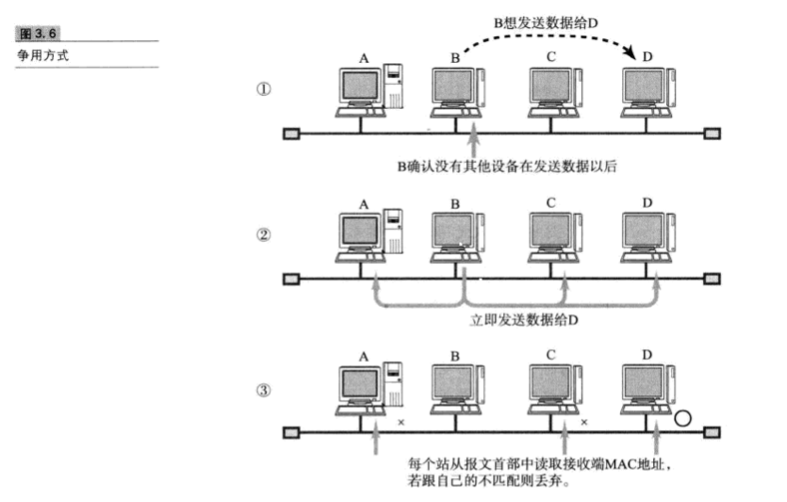 图3.6
争用方式
B想发送数据给D
A B C D
①
B确认没有其他设备在发送数据以后
A B C D
②
立即发送数据给D
A B C D
③
× × ○
每个站从报文首部中读取接收端MAC地址，
若跟自己的不匹配则丢弃。